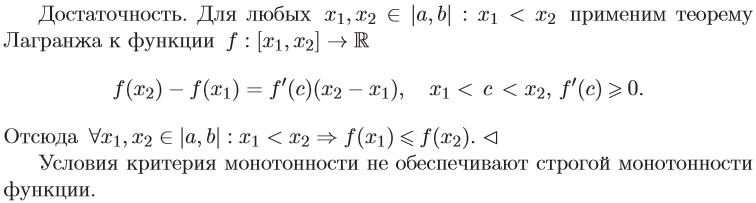 Достаточность. Для любых x₁, x₂ ∈ |a, b| : x₁ < x₂ применим теорему
Лагранжа к функции f : [x₁, x₂] → ℝ
f(x₂) − f(x₁) = f′(c)(x₂ − x₁), x₁ < c < x₂, f′(c) ⩾ 0.
Отсюда ∀x₁, x₂ ∈ |a, b| : x₁ < x₂ ⇒ f(x₁) ⩽ f(x₂). ◁
Условия критерия монотонности не обеспечивают строгой монотонности
функции.